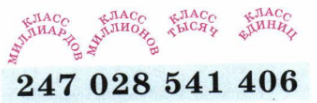 КЛАСС МИЛЛИАРДОВ
КЛАСС МИЛЛИОНОВ
КЛАСС ТЫСЯЧ
КЛАСС ЕДИНИЦ
247 028 541 406